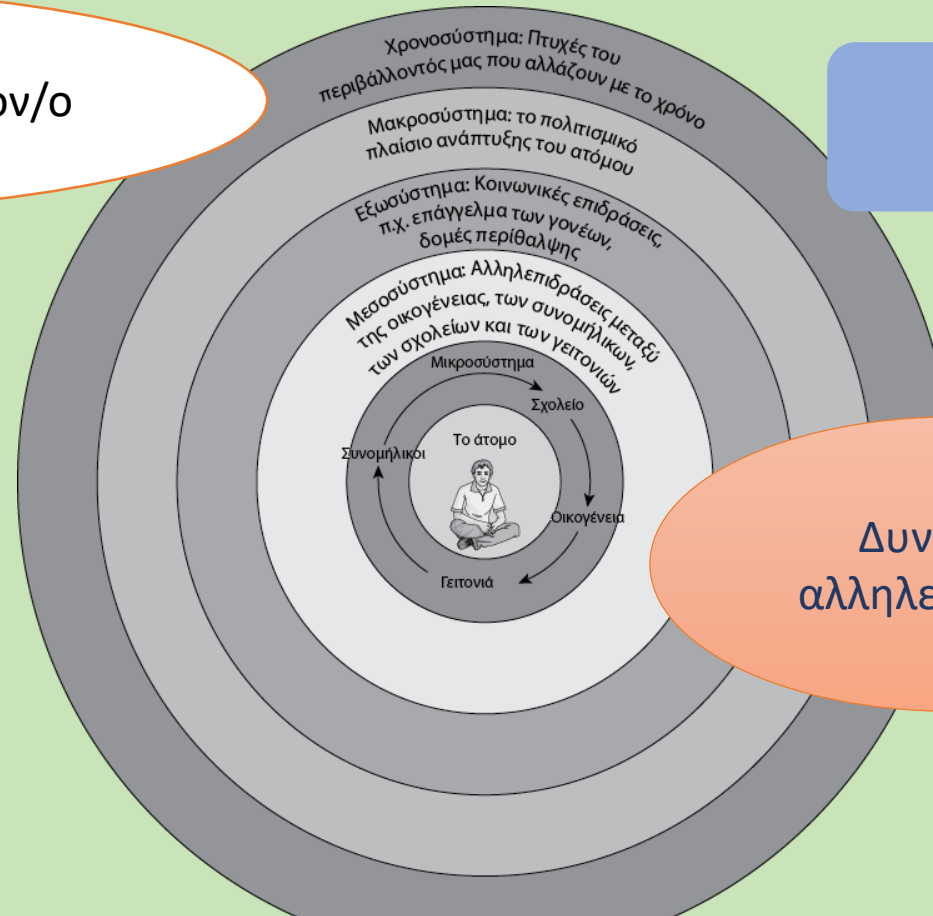 ον/ο
Χρονοσύστημα: Πτυχές του
περιβάλλοντός μας που αλλάζουν με το χρόνο
Μακροσύστημα: το πολιτισμικό
πλαίσιο ανάπτυξης του ατόμου
Εξωσύστημα: Κοινωνικές επιδράσεις,
π.χ. επάγγελμα των γονέων,
δομές περίθαλψης
Μεσοσύστημα: Αλληλεπιδράσεις μεταξύ
της οικογένειας, των συνομήλικων,
των σχολείων και των γειτονιών
Μικροσύστημα
Σχολείο
Το άτομο
Συνομήλικοι
Οικογένεια
Γειτονιά
Δυν
αλληλε